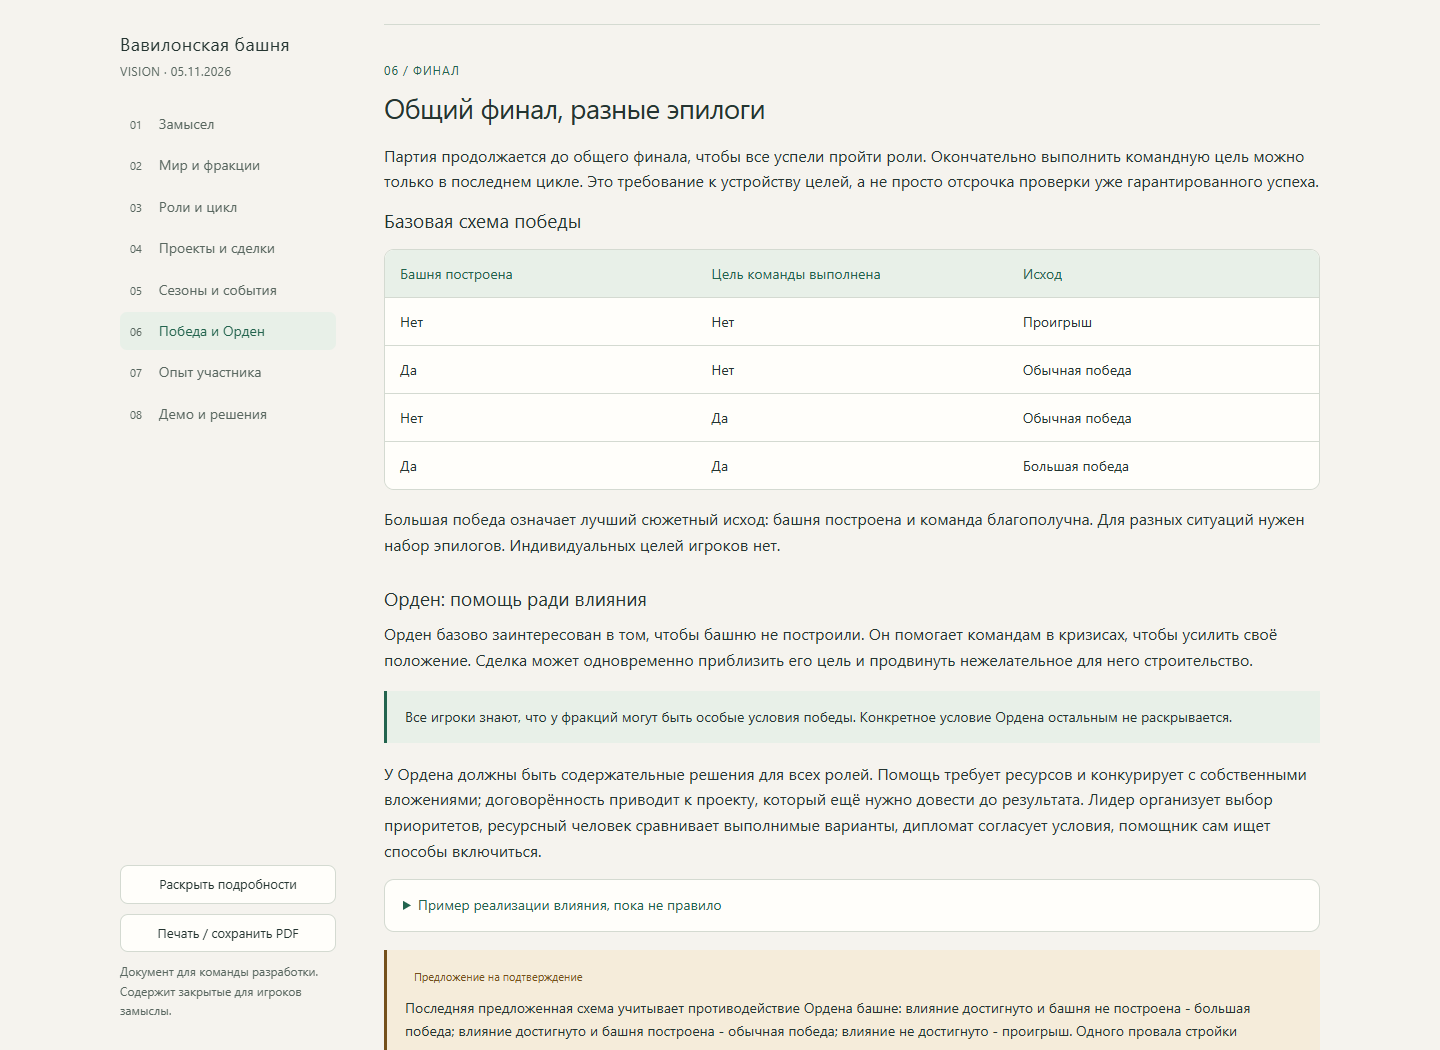 Вавилонская башня
VISION · 05.11.2026
01 Замысел
02 Мир и фракции
03 Роли и цикл
04 Проекты и сделки
05 Сезоны и события
06 Победа и Орден
07 Опыт участника
08 Демо и решения
Раскрыть подробности
Печать / сохранить PDF
Документ для команды разработки.
Содержит закрытые для игроков
замыслы.
06 / ФИНАЛ
Общий финал, разные эпилоги
Партия продолжается до общего финала, чтобы все успели пройти роли. Окончательно выполнить командную цель можно
только в последнем цикле. Это требование к устройству целей, а не просто отсрочка проверки уже гарантированного успеха.
Базовая схема победы
Башня построена Цель команды выполнена Исход
Нет Нет Проигрыш
Да Нет Обычная победа
Нет Да Обычная победа
Да Да Большая победа
Большая победа означает лучший сюжетный исход: башня построена и команда благополучна. Для разных ситуаций нужен
набор эпилогов. Индивидуальных целей игроков нет.
Орден: помощь ради влияния
Орден базово заинтересован в том, чтобы башню не построили. Он помогает командам в кризисах, чтобы усилить своё
положение. Сделка может одновременно приблизить его цель и продвинуть нежелательное для него строительство.
Все игроки знают, что у фракций могут быть особые условия победы. Конкретное условие Ордена остальным не раскрывается.
У Ордена должны быть содержательные решения для всех ролей. Помощь требует ресурсов и конкурирует с собственными
вложениями; договорённость приводит к проекту, который ещё нужно довести до результата. Лидер организует выбор
приоритетов, ресурсный человек сравнивает выполнимые варианты, дипломат согласует условия, помощник сам ищет
способы включиться.
▶ Пример реализации влияния, пока не правило
Предложение на подтверждение
Последняя предложенная схема учитывает противодействие Ордена башне: влияние достигнуто и башня не построена - большая
победа; влияние достигнуто и башня построена - обычная победа; влияние не достигнуто - проигрыш. Одного провала стройки